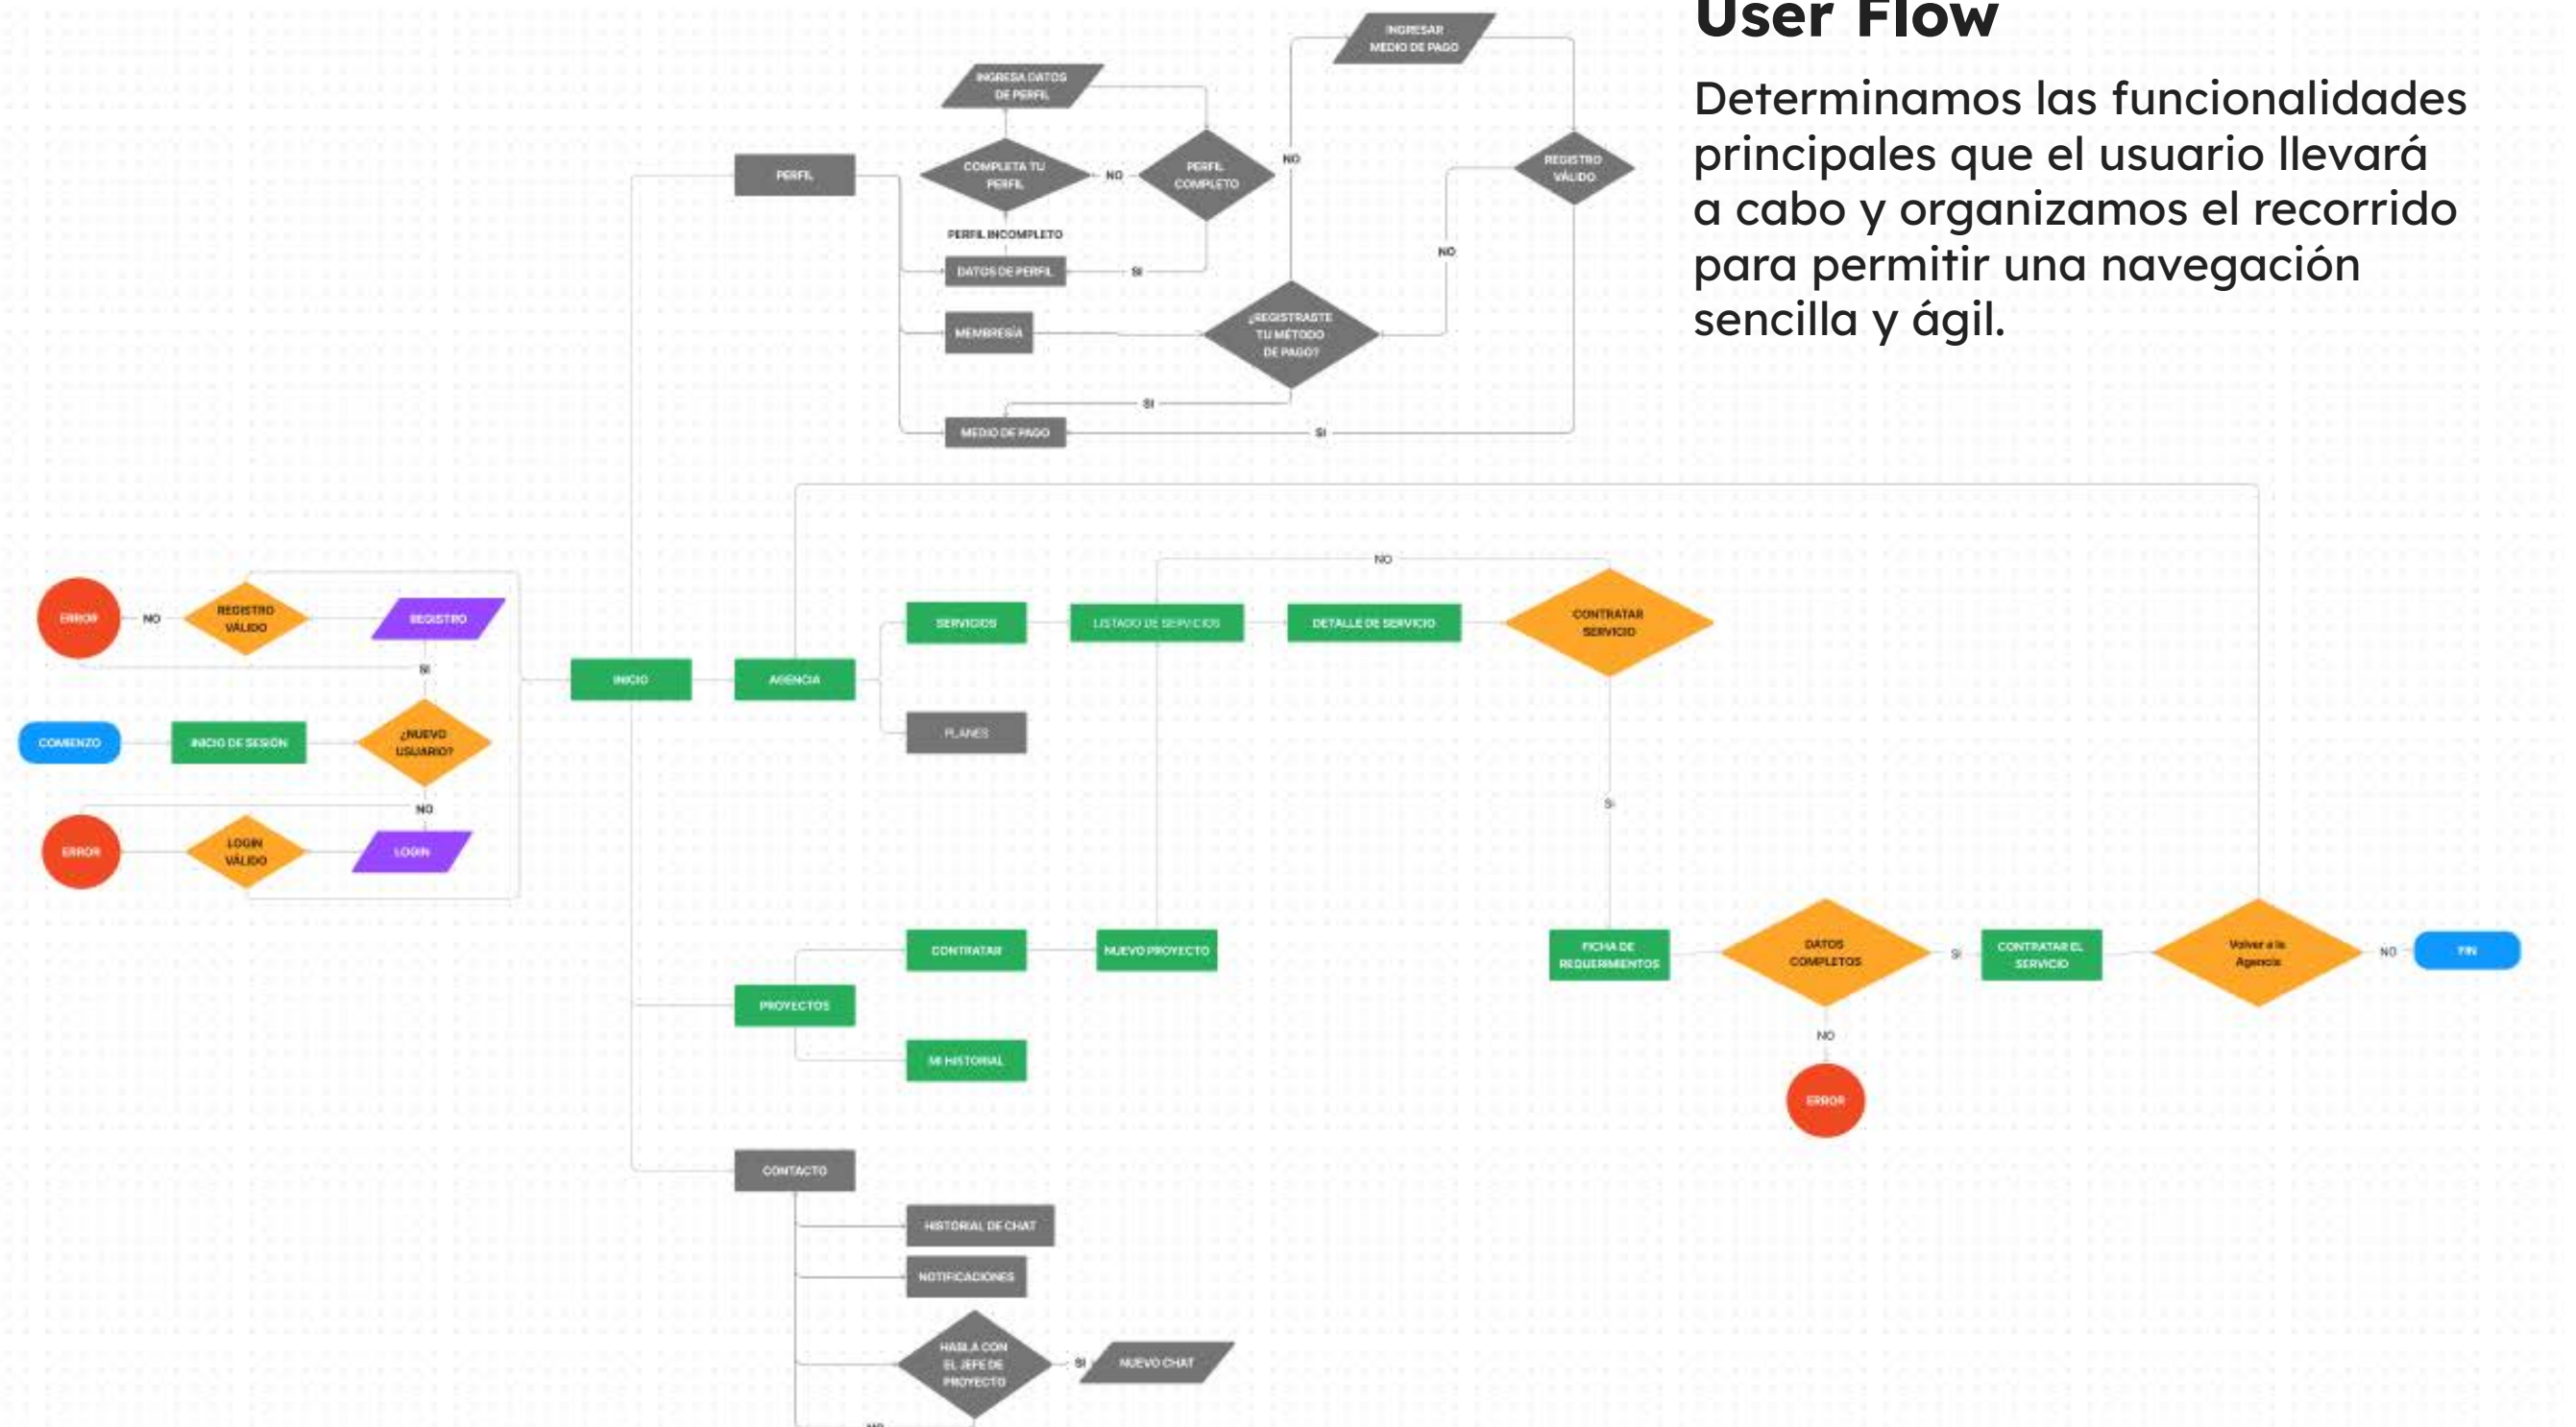 User Flow
Determinamos las funcionalidades
principales que el usuario llevará
a cabo y organizamos el recorrido
para permitir una navegación
sencilla y ágil.
INGRESAR
MEDIO DE PAGO
INGRESA DATOS
DE PERFIL
PERFIL
COMPLETA TU
PERFIL
NO
PERFIL
COMPLETO
NO
REGISTRO
VÁLIDO
PERFIL INCOMPLETO
DATOS DE PERFIL
SI
NO
MEMBRESÍA
¿REGISTRASTE
TU MÉTODO
DE PAGO?
SI
MEDIO DE PAGO
SI
NO
ERROR
NO
REGISTRO
VÁLIDO
REGISTRO
SI
SERVICIOS
LISTADO DE SERVICIOS
DETALLE DE SERVICIO
CONTRATAR
SERVICIO
INICIO
AGENCIA
COMIENZO
INICIO DE SESIÓN
¿NUEVO
USUARIO?
PLANES
NO
SI
ERROR
LOGIN
VÁLIDO
LOGIN
CONTRATAR
NUEVO PROYECTO
FICHA DE
REQUERIMIENTOS
DATOS
COMPLETOS
SI
CONTRATAR EL
SERVICIO
Volver a la
Agencia
NO
FIN
PROYECTOS
MI HISTORIAL
NO
ERROR
CONTACTO
HISTORIAL DE CHAT
NOTIFICACIONES
HABLA CON
EL JEFE DE
PROYECTO
SI
NUEVO CHAT